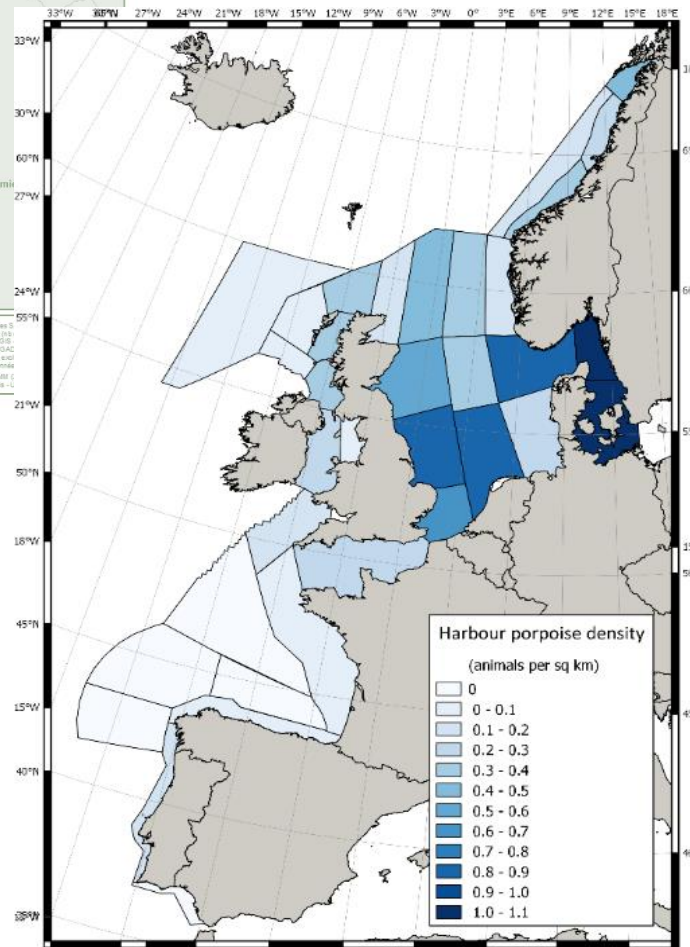 33°W 30°W 24°W 21°W 18°W 15°W 12°W 9°W 6°W 3°W 0° 3°E 6°E 9°E 12°E 15°E
33°W
30°W
60°N
27°W
24°W
55°N
21°W
50°N
18°W
45°N
15°W
40°N
Harbour porpoise density
(animals per sq km)
0
0 - 0.1
0.1 - 0.2
0.2 - 0.3
0.3 - 0.4
0.4 - 0.5
0.5 - 0.6
0.6 - 0.7
0.7 - 0.8
0.8 - 0.9
0.9 - 1.0
1.0 - 1.1